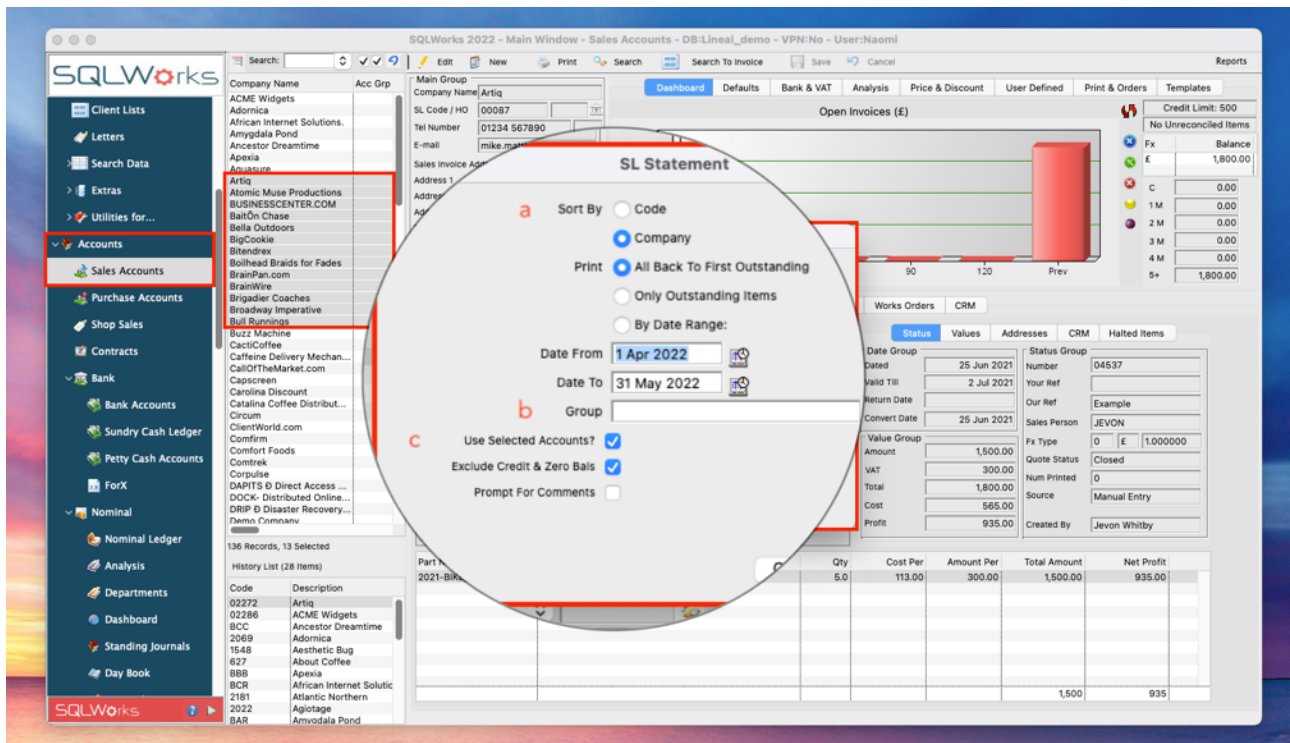 SQLWorks 2022 - Main Window - Sales Accounts - DB:Lineal_demo - VPN:No - User:Naomi
SQLWorks
Client Lists
Letters
Search Data
Extras
Utilities for...
Accounts
Sales Accounts
Purchase Accounts
Shop Sales
Contracts
Bank
Bank Accounts
Sundry Cash Ledger
Petty Cash Accounts
ForX
Nominal
Nominal Ledger
Analysis
Departments
Dashboard
Standing Journals
Day Book
SQLWorks
Search:
Company Name Acc Grp
ACME Widgets
Adornica
African Internet Solutions.
Amygdala Pond
Ancestor Dreamtime
Apexia
Aquasure
Artiq
Atomic Muse Productions
BUSINESSCENTER.COM
BaitÔn Chase
Bella Outdoors
BigCookie
Bitendrex
Boilhead Braids for Fades
BrainPan.com
BrainWire
Brigadier Coaches
Broadway Imperative
Bull Runnings
Buzz Machine
CactiCoffee
Caffeine Delivery Mechan...
CallOfTheMarket.com
Capscreen
Carolina Discount
Catalina Coffee Distribut...
Circum
ClientWorld.com
Comfirm
Comfort Foods
Comtrek
Corpulse
DAPITS Ð Direct Access ...
DOCK- Distributed Online...
DRIP Ð Disaster Recovery...
Demo Company
136 Records, 13 Selected
History List (28 Items)
Code Description
02272 Artiq
02286 ACME Widgets
BCC Ancestor Dreamtime
2069 Adornica
1548 Aesthetic Bug
627 About Coffee
BBB Apexia
BCR African Internet Solutic
2181 Atlantic Northern
2022 Agiotage
BAR Amygdala Pond
Edit New Print Search Search To Invoice Save Cancel Reports
Main Group
Company Name Artiq
SL Code / HO 00087
Tel Number 01234 567890
E-mail
Sales Invoice
Address 1
Dashboard Defaults Bank & VAT Analysis Price & Discount User Defined Print & Orders Templates
Open Invoices (£)
90 120 Prev
Credit Limit: 500
No Unreconciled Items
Fx Balance
£ 1,800.00
C 0.00
1 M 0.00
2 M 0.00
3 M 0.00
4 M 0.00
5+ 1,800.00
SL Statement
a Sort By Code
Company
Print All Back To First Outstanding
Only Outstanding Items
By Date Range:
Date From 1 Apr 2022
Date To 31 May 2022
b Group
c Use Selected Accounts?
Exclude Credit & Zero Bals
Prompt For Comments
Works Orders CRM
Status Values Addresses CRM Halted Items
Date Group
Dated 25 Jun 2021
Valid Till 2 Jul 2021
Return Date
Convert Date 25 Jun 2021
Value Group
Amount 1,500.00
VAT 300.00
Total 1,800.00
Cost 565.00
Profit 935.00
Status Group
Number 04537
Your Ref
Our Ref Example
Sales Person JEVON
Fx Type 0 £ 1.000000
Quote Status Closed
Num Printed 0
Source Manual Entry
Created By Jevon Whitby
Part Qty Cost Per Amount Per Total Amount Net Profit
5.0 113.00 300.00 1,500.00 935.00
1,500 935